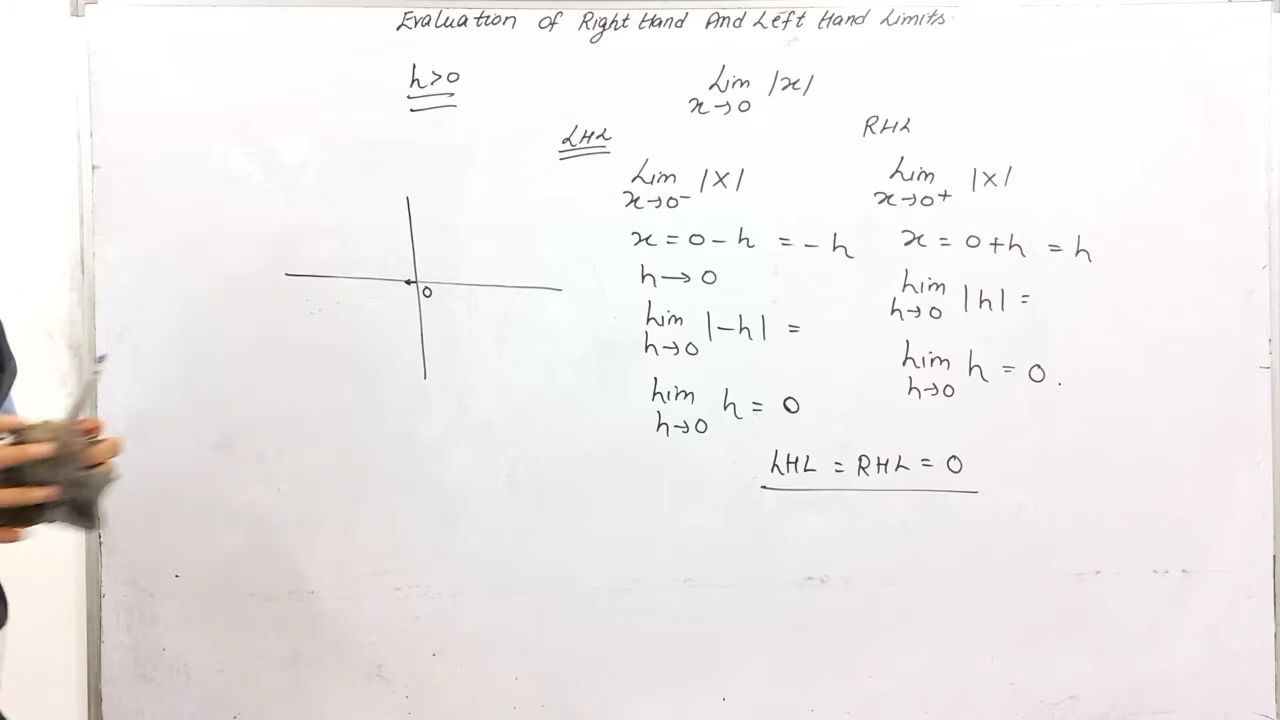 Evaluation of Right Hand And Left Hand Limits.
h>0
Lim |x|
x→0
LHL
Lim |x|
x→0-
x = 0 - h = - h
h → 0
Lim |-h| =
h→0
Lim h = 0
h→0
RHL
Lim |x|
x→0+
x = 0+h = h
Lim |h| =
h→0
Lim h = 0.
h→0
LHL = RHL = 0
0